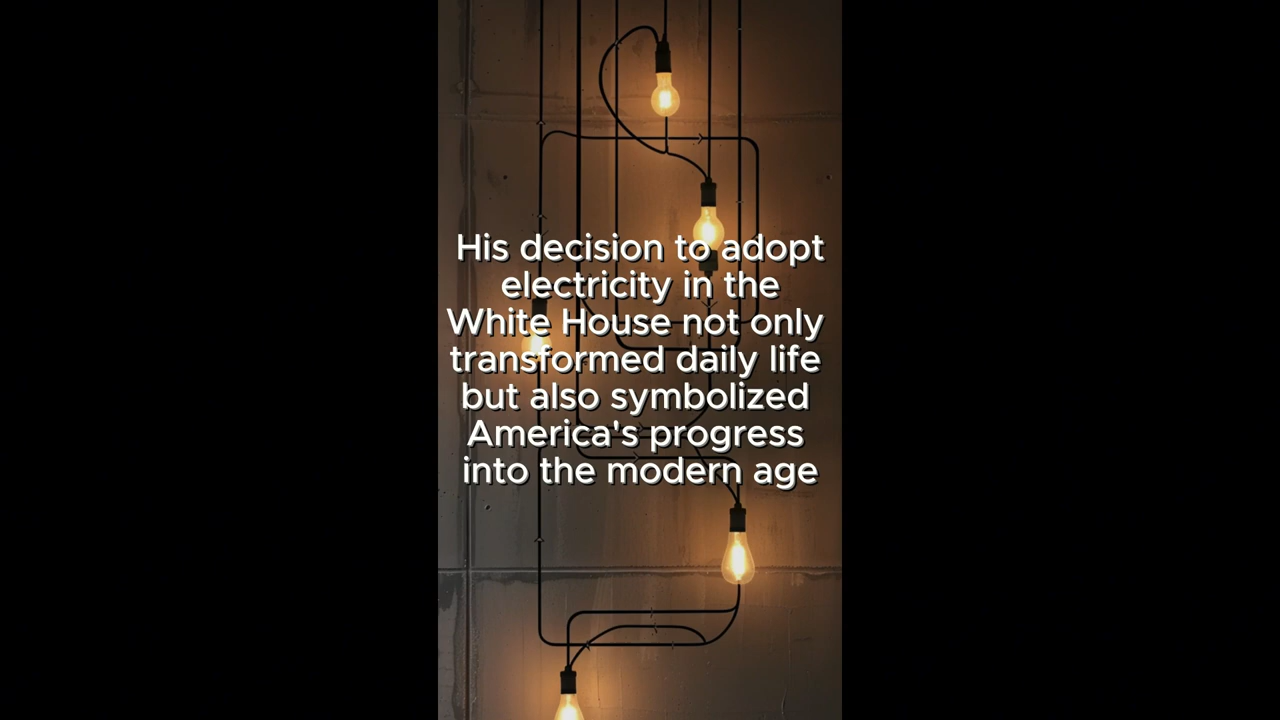 His decision to adopt
electricity in the
White House not only
transformed daily life
but also symbolized
America's progress
into the modern age